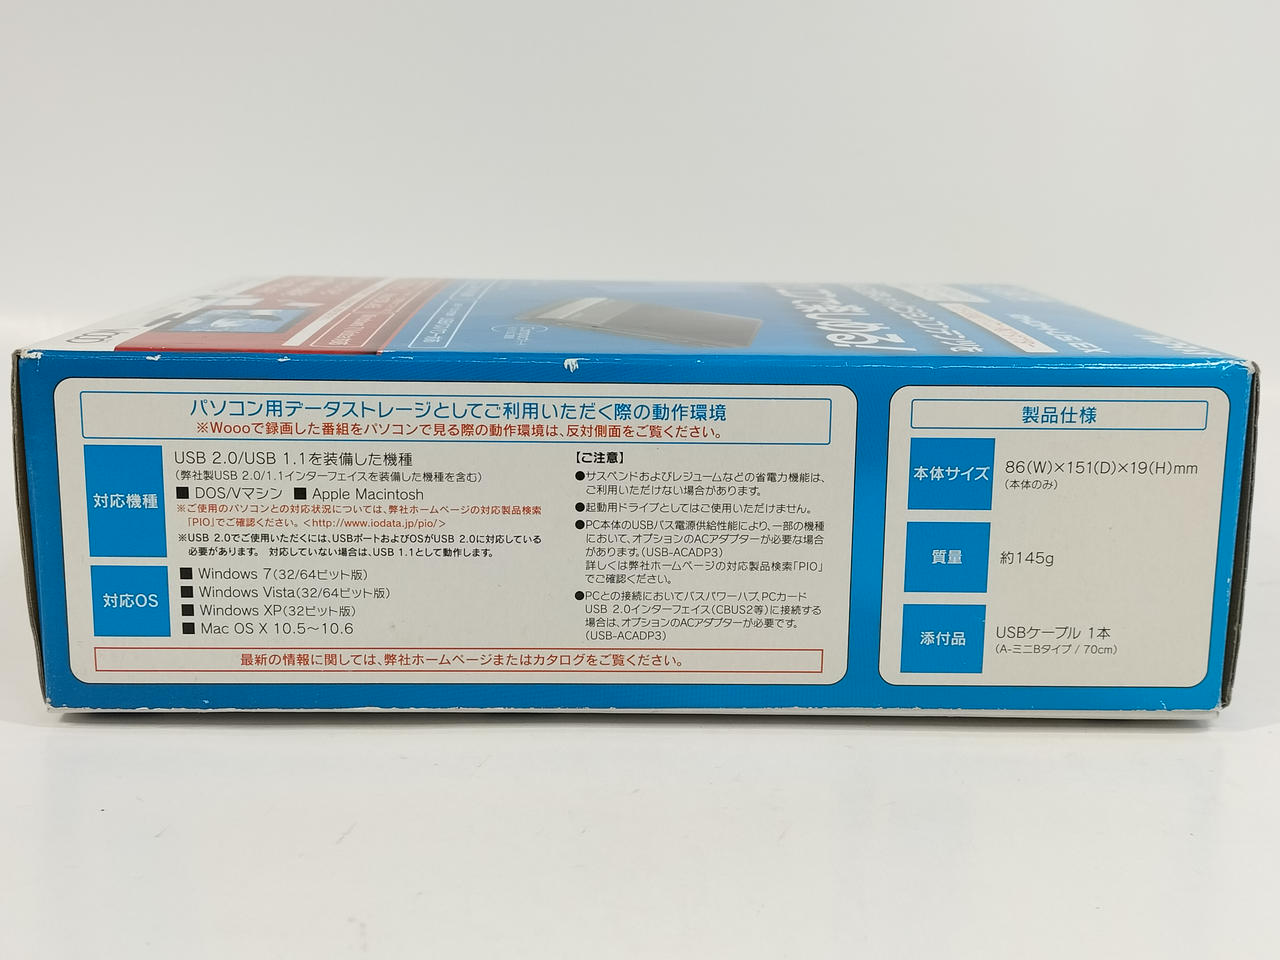 で楽しめる!
パソコン用データストレージとしてご利用いただく際の動作環境
※Woooで録画した番組をパソコンで見る際の動作環境は、反対側面をご覧ください。
対応機種
USB 2.0/USB 1.1を装備した機種
(弊社製USB 2.0/1.1インターフェイスを装備した機種を含む)
■ DOS/Vマシン ■ Apple Macintosh
※ご使用のパソコンとの対応状況については、弊社ホームページの対応製品検索
「PIO」でご確認ください。<http://www.iodata.jp/pio/>
※USB 2.0でご使用いただくには、USBポートおよびOSがUSB 2.0に対応している
必要があります。 対応していない場合は、USB 1.1として動作します。
対応OS
■ Windows 7(32/64ビット版)
■ Windows Vista(32/64ビット版)
■ Windows XP(32ビット版)
■ Mac OS X 10.5〜10.6
【ご注意】
●サスペンドおよびレジュームなどの省電力機能は、
ご利用いただけない場合があります。
●起動用ドライブとしてはご使用いただけません。
●PC本体のUSBバス電源供給性能により、一部の機種
において、オプションのACアダプターが必要な場合
があります。(USB-ACADP3)
詳しくは弊社ホームページの対応製品検索「PIO」
でご確認ください。
●PCとの接続においてバスパワーハブ、PCカード
USB 2.0インターフェイス(CBUS2等)に接続する
場合は、オプションのACアダプターが必要です。
(USB-ACADP3)
最新の情報に関しては、弊社ホームページまたはカタログをご覧ください。
製品仕様
本体サイズ
86(W)×151(D)×19(H)mm
(本体のみ)
質量
約145g
添付品
USBケーブル 1本
(A-ミニBタイプ / 70cm)